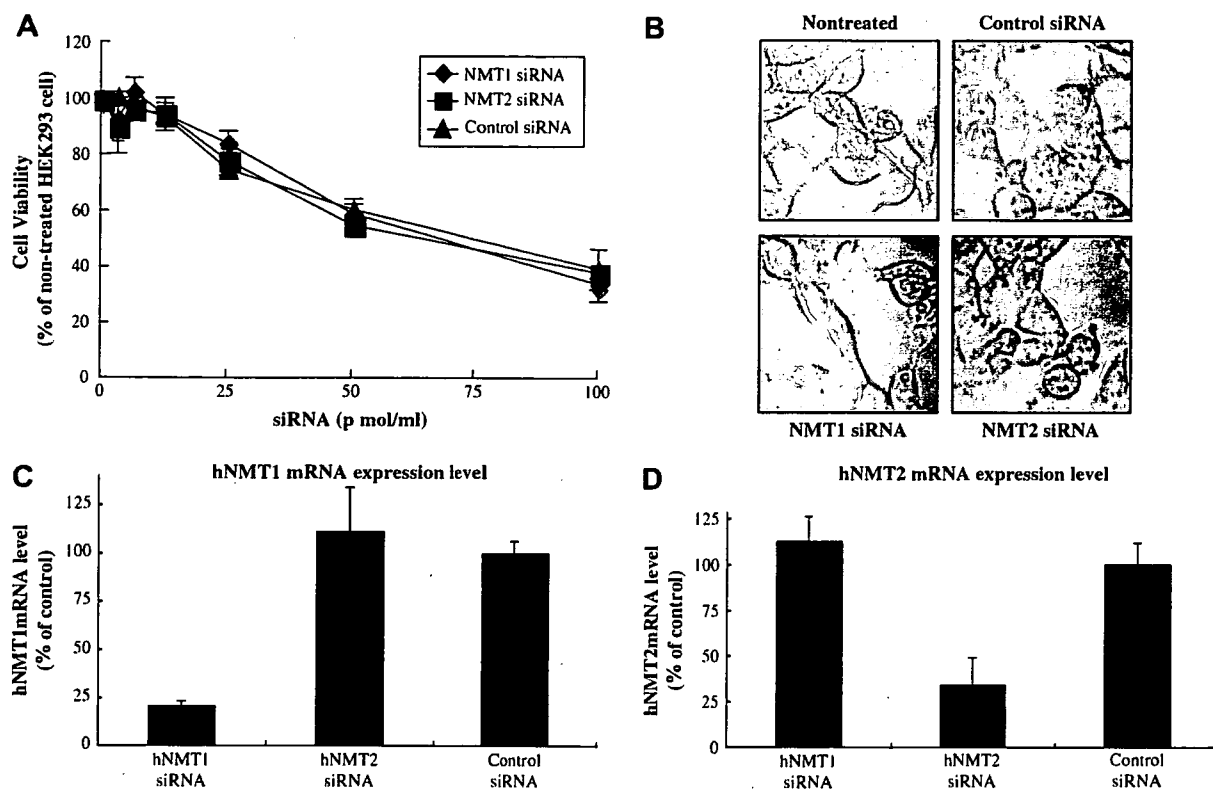 A
120
100
80
60
40
20
0
Cell Viability
(% of non-treated HEK293 cell)
NMT1 siRNA
NMT2 siRNA
Control siRNA
0
25
50
75
100
siRNA (p mol/ml)
B
Nontreated
Control siRNA
NMT1 siRNA
NMT2 siRNA
C
hNMT1 mRNA expression level
hNMT1mRNA level
(% of control)
125
100
75
50
25
0
hNMT1
siRNA
hNMT2
siRNA
Control
siRNA
D
hNMT2 mRNA expression level
hNMT2mRNA level
(% of control)
125
100
75
50
25
0
hNMT1
siRNA
hNMT2
siRNA
Control
siRNA